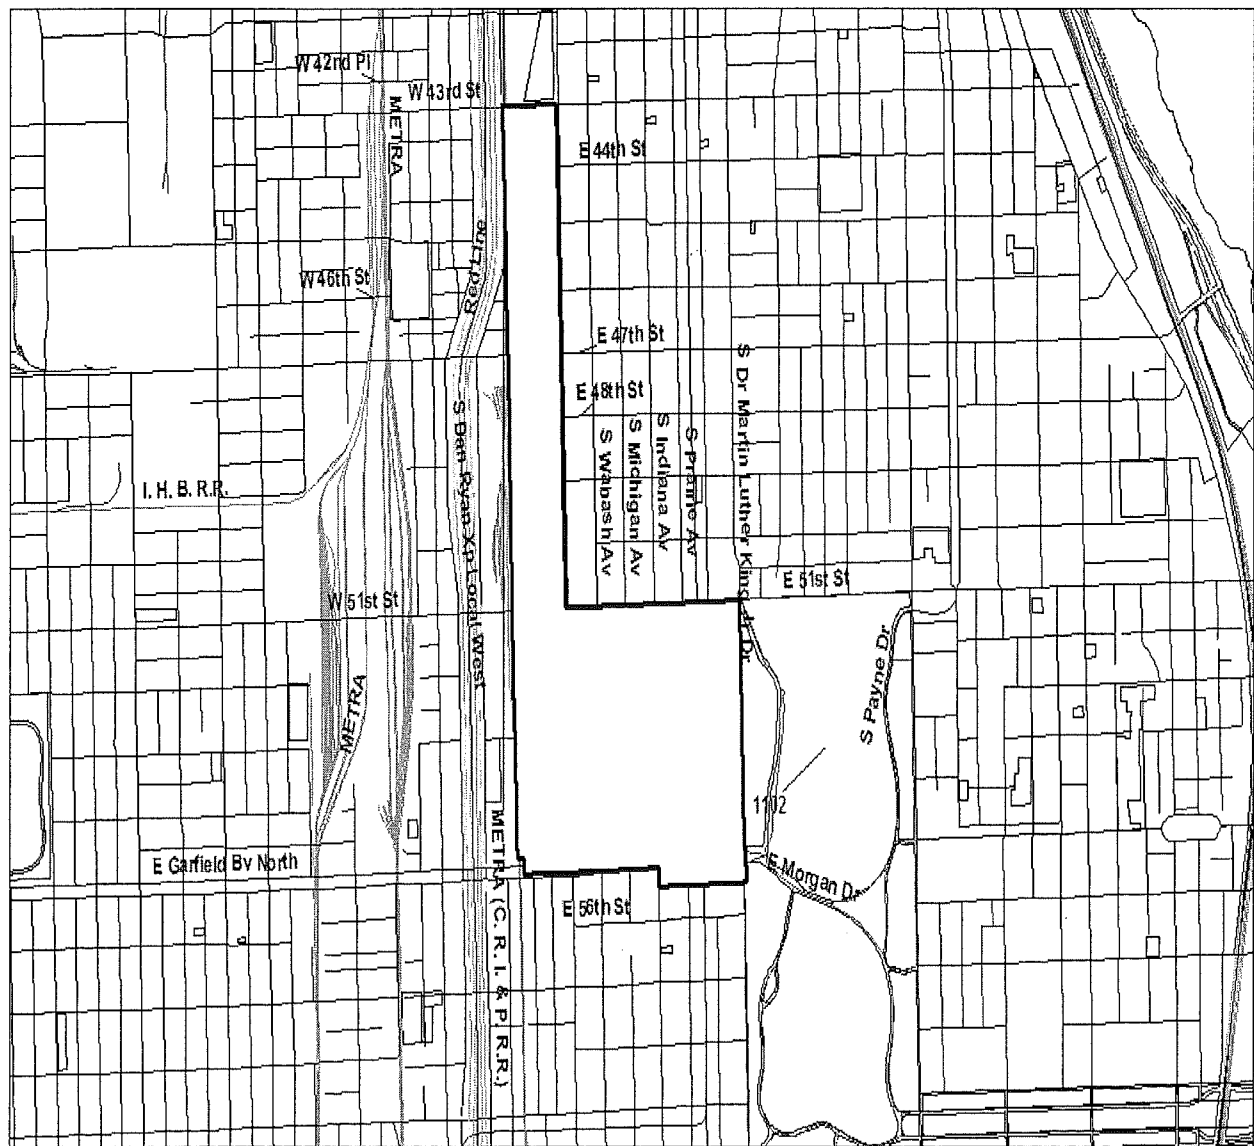 W 42nd Pl
W 43rd St
METRA
E 44th St
Red Line
W 46th St
E 47th St
S Dr Martin Luther King Jr Dr
E 48th St
S Dan Ryan Xp Local West
S Wabash Av
S Michigan Av
S Indiana Av
S Prairie Av
I. H. B. R.R.
E 51st St
W 51st St
S Payne Dr
METRA
METRA (C. R. I. & P. R.R.)
E Garfield Bv North
E Morgan Dr
E 56th St